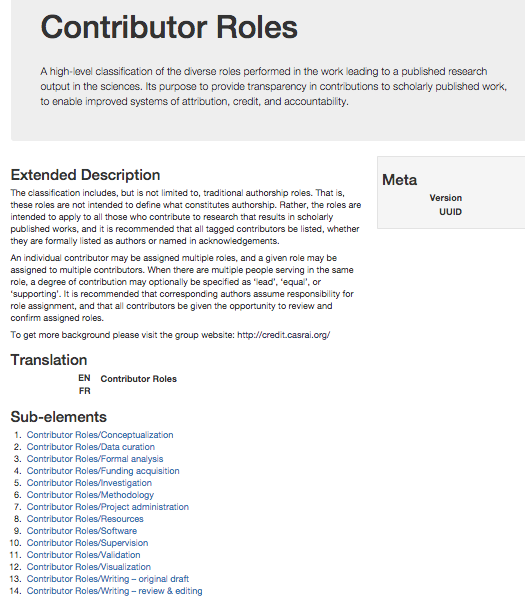 Contributor Roles
A high-level classification of the diverse roles performed in the work leading to a published research
output in the sciences. Its purpose to provide transparency in contributions to scholarly published work,
to enable improved systems of attribution, credit, and accountability.
Extended Description
The classification includes, but is not limited to, traditional authorship roles. That is,
these roles are not intended to define what constitutes authorship. Rather, the roles are
intended to apply to all those who contribute to research that results in scholarly
published works, and it is recommended that all tagged contributors be listed, whether
they are formally listed as authors or named in acknowledgements.
An individual contributor may be assigned multiple roles, and a given role may be
assigned to multiple contributors. When there are multiple people serving in the same
role, a degree of contribution may optionally be specified as ‘lead’, ‘equal’, or
‘supporting’. It is recommended that corresponding authors assume responsibility for
role assignment, and that all contributors be given the opportunity to review and
confirm assigned roles.
To get more background please visit the group website: http://credit.casrai.org/
Meta
Version
UUID
Translation
EN Contributor Roles
FR
Sub-elements
1. Contributor Roles/Conceptualization
2. Contributor Roles/Data curation
3. Contributor Roles/Formal analysis
4. Contributor Roles/Funding acquisition
5. Contributor Roles/Investigation
6. Contributor Roles/Methodology
7. Contributor Roles/Project administration
8. Contributor Roles/Resources
9. Contributor Roles/Software
10. Contributor Roles/Supervision
11. Contributor Roles/Validation
12. Contributor Roles/Visualization
13. Contributor Roles/Writing – original draft
14. Contributor Roles/Writing – review & editing